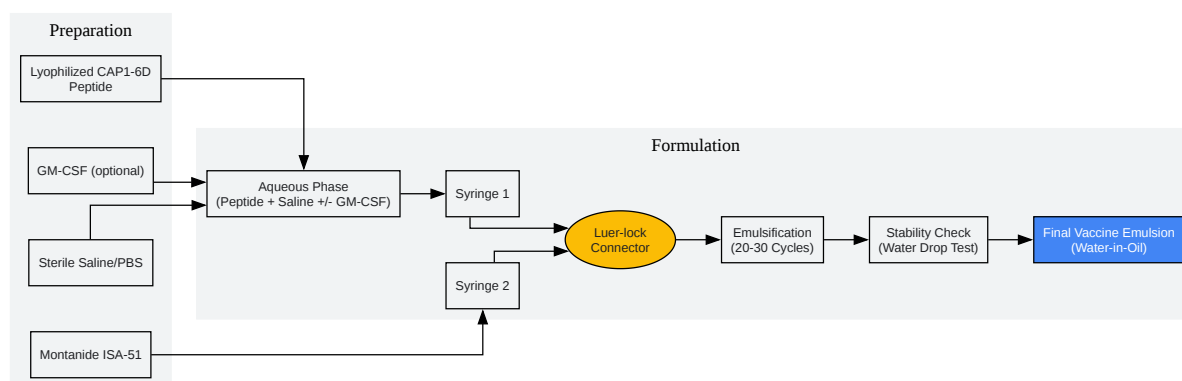 Preparation
Lyophilized CAP1-6D
Peptide
GM-CSF (optional)
Sterile Saline/PBS
Montanide ISA-51
Formulation
Aqueous Phase
(Peptide + Saline +/- GM-CSF)
Syringe 1
Syringe 2
Luer-lock
Connector
Emulsification
(20-30 Cycles)
Stability Check
(Water Drop Test)
Final Vaccine Emulsion
(Water-in-Oil)